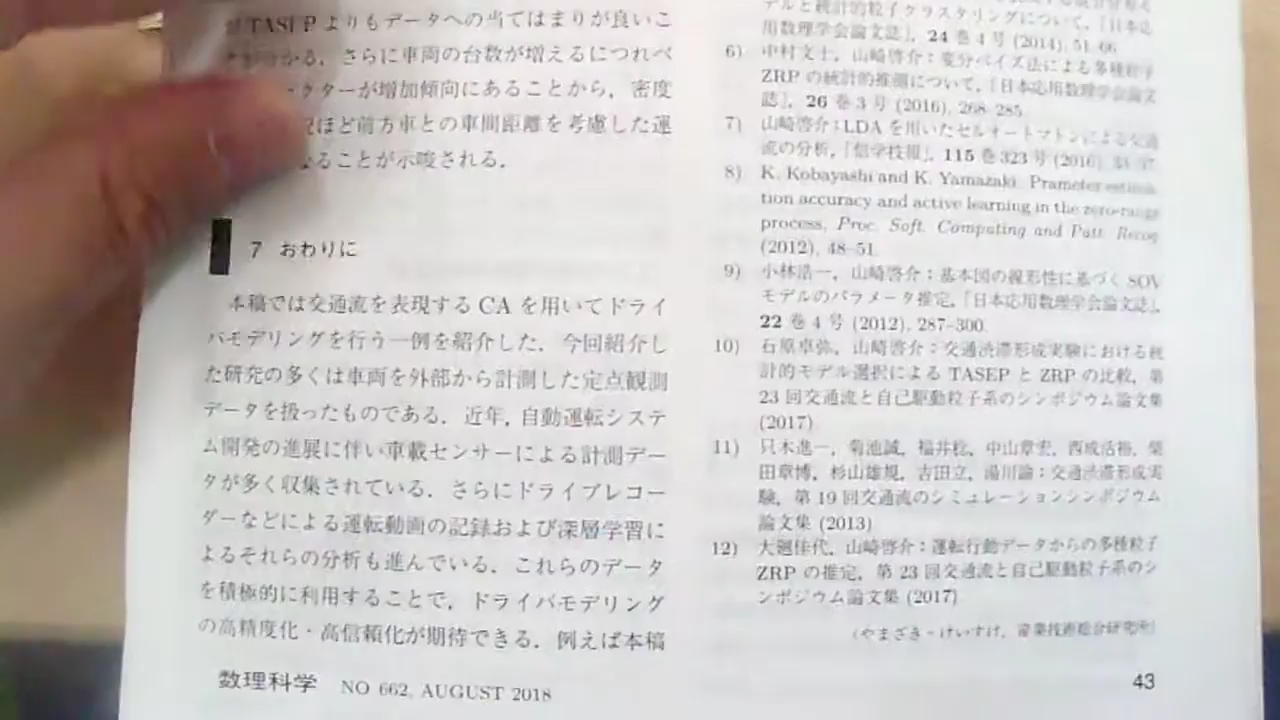 TASEP よりもデータへの当てはまりが良いこ
かる．さらに車両の台数が増えるにつれベ
クターが増加傾向にあることから，密度
ほど前方車との車間距離を考慮した運
ることが示唆される．
7 おわりに
本稿では交通流を表現する CA を用いてドライ
バモデリングを行う一例を紹介した．今回紹介し
た研究の多くは車両を外部から計測した定点観測
データを扱ったものである．近年，自動運転システ
ム開発の進展に伴い車載センサーによる計測デー
タが多く収集されている．さらにドライブレコー
ダーなどによる運転動画の記録および深層学習に
よるそれらの分析も進んでいる．これらのデータ
を積極的に利用することで，ドライバモデリング
の高精度化・高信頼化が期待できる．例えば本稿
デルと統計的粒子クラスタリングについて，『日本応
用数理学会論文誌』，24 巻 4 号 (2014), 51–66.
6) 中村文士，山崎啓介：変分ベイズ法による多種粒子
ZRP の統計的推測について，『日本応用数理学会論文
誌』，26 巻 3 号 (2016), 268–285.
7) 山崎啓介：LDA を用いたセルオートマトンによる交通
流の分析，『信学技報』，115 巻 323 号 (2016),
8) K. Kobayashi and K. Yamazaki: Prameter estima-
tion accuracy and active learning in the zero-range
process, Proc. Soft. Computing and Patt. Recog
(2012), 48–51.
9) 小林浩一，山崎啓介：基本図の線形性に基づく SOV
モデルのパラメータ推定，『日本応用数理学会論文誌』，
22 巻 4 号 (2012), 287–300.
10) 石原卓弥，山崎啓介：交通渋滞形成実験における統
計的モデル選択による TASEP と ZRP の比較，第
23 回交通流と自己駆動粒子系のシンポジウム論文集
(2017)
11) 只木進一，菊池誠，福井稔，中山章宏，西成活裕，柴
田章博，杉山雄規，吉田立，湯川諭：交通渋滞形成実
験，第 19 回交通流のシミュレーションシンポジウム
論文集 (2013)
12) 大廻佳代，山崎啓介：運転行動データからの多種粒子
ZRP の推定，第 23 回交通流と自己駆動粒子系のシ
ンポジウム論文集 (2017)
(やまざき・けいすけ，産業技術総合研究所)
数理科学 NO 662, AUGUST 2018
43